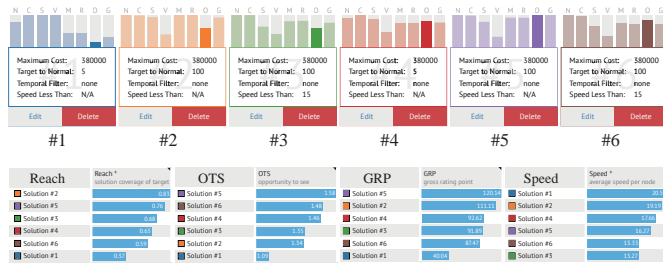 N C S V M R D G N C S V M R O G N C S V M R O G N C S V M R O G N C S V M R D G N C S V M R O G
Maximum Cost: 380000 Maximum Cost: 380000 Maximum Cost: 380000 Maximum Cost: 380000 Maximum Cost: 380000 Maximum Cost: 380000
Target to Normal: 5 Target to Normal: 100 Target to Normal: 5 Target to Normal: 100 Target to Normal: 5 Target to Normal: 100
Temporal Filter: none Temporal Filter: none Temporal Filter: none Temporal Filter: none Temporal Filter: none Temporal Filter: none
Speed Less Than: N/A Speed Less Than: N/A Speed Less Than: 15 Speed Less Than: N/A Speed Less Than: 15 Speed Less Than: 15
Edit Delete Edit Delete Edit Delete Edit Delete Edit Delete Edit Delete
#1 #2 #3 #4 #5 #6
Reach Reach * OTS OTS GRP GRP Speed Speed *
solution coverage of target opportunity to see gross rating point average speed per node
Solution #2 0.83 Solution #5 1.58 Solution #5 120.54 Solution #1 20.5
Solution #5 0.76 Solution #6 1.48 Solution #2 111.11 Solution #2 19.19
Solution #3 0.68 Solution #4 1.46 Solution #4 92.62 Solution #4 17.66
Solution #4 0.63 Solution #3 1.35 Solution #3 91.89 Solution #5 16.27
Solution #6 0.59 Solution #2 1.34 Solution #6 87.47 Solution #6 13.33
Solution #1 0.37 Solution #1 1.09 Solution #1 40.04 Solution #3 13.27